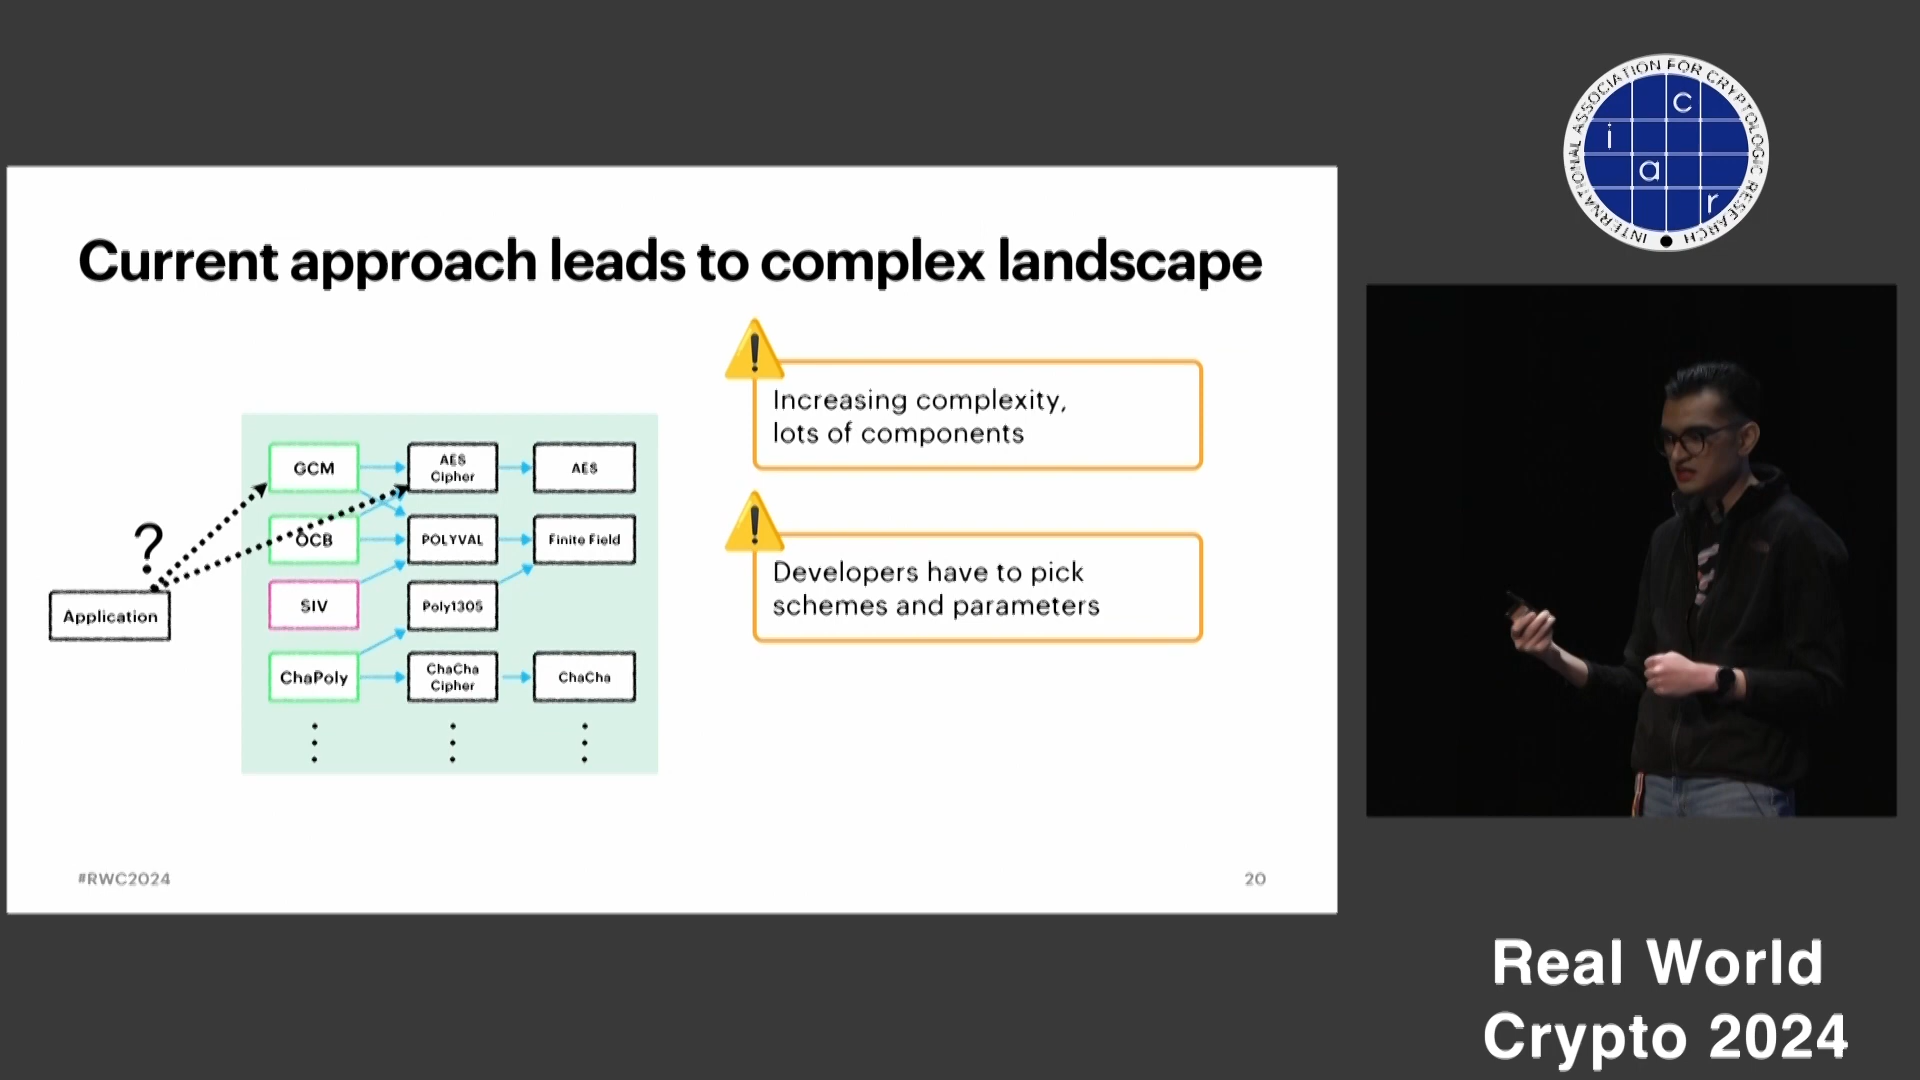 Current approach leads to complex landscape
Increasing complexity,
lots of components
Developers have to pick
schemes and parameters
?
Application
GCM
AES
Cipher
AES
OCB
POLYVAL
Finite Field
SIV
Poly1305
ChaPoly
ChaCha
Cipher
ChaCha
#RWC2024
20
INTERNATIONAL ASSOCIATION FOR CRYPTOLOGIC RESEARCH
i
a
c
r
Real World
Crypto 2024